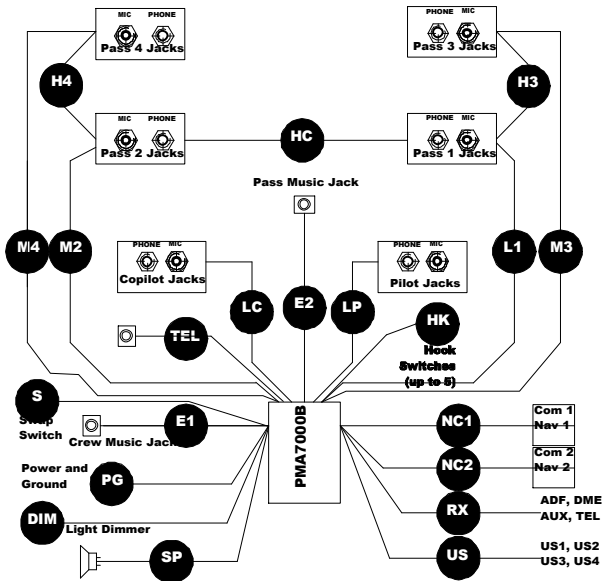 MIC PHONE
Pass 4 Jacks
PHONE MIC
Pass 3 Jacks
H4
H3
MIC PHONE
Pass 2 Jacks
HC
PHONE MIC
Pass 1 Jacks
Pass Music Jack
M4
M2
L1
M3
PHONE MIC
Copilot Jacks
PHONE MIC
Pilot Jacks
LC
E2
LP
TEL
HK
Hook
Switches
(up to 5)
S
Swap
Switch
E1
Crew Music Jack
PMA7000B
NC1
Com 1
Nav 1
NC2
Com 2
Nav 2
Power and
Ground
PG
RX
ADF, DME
AUX, TEL
DIM
Light Dimmer
SP
US
US1, US2
US3, US4